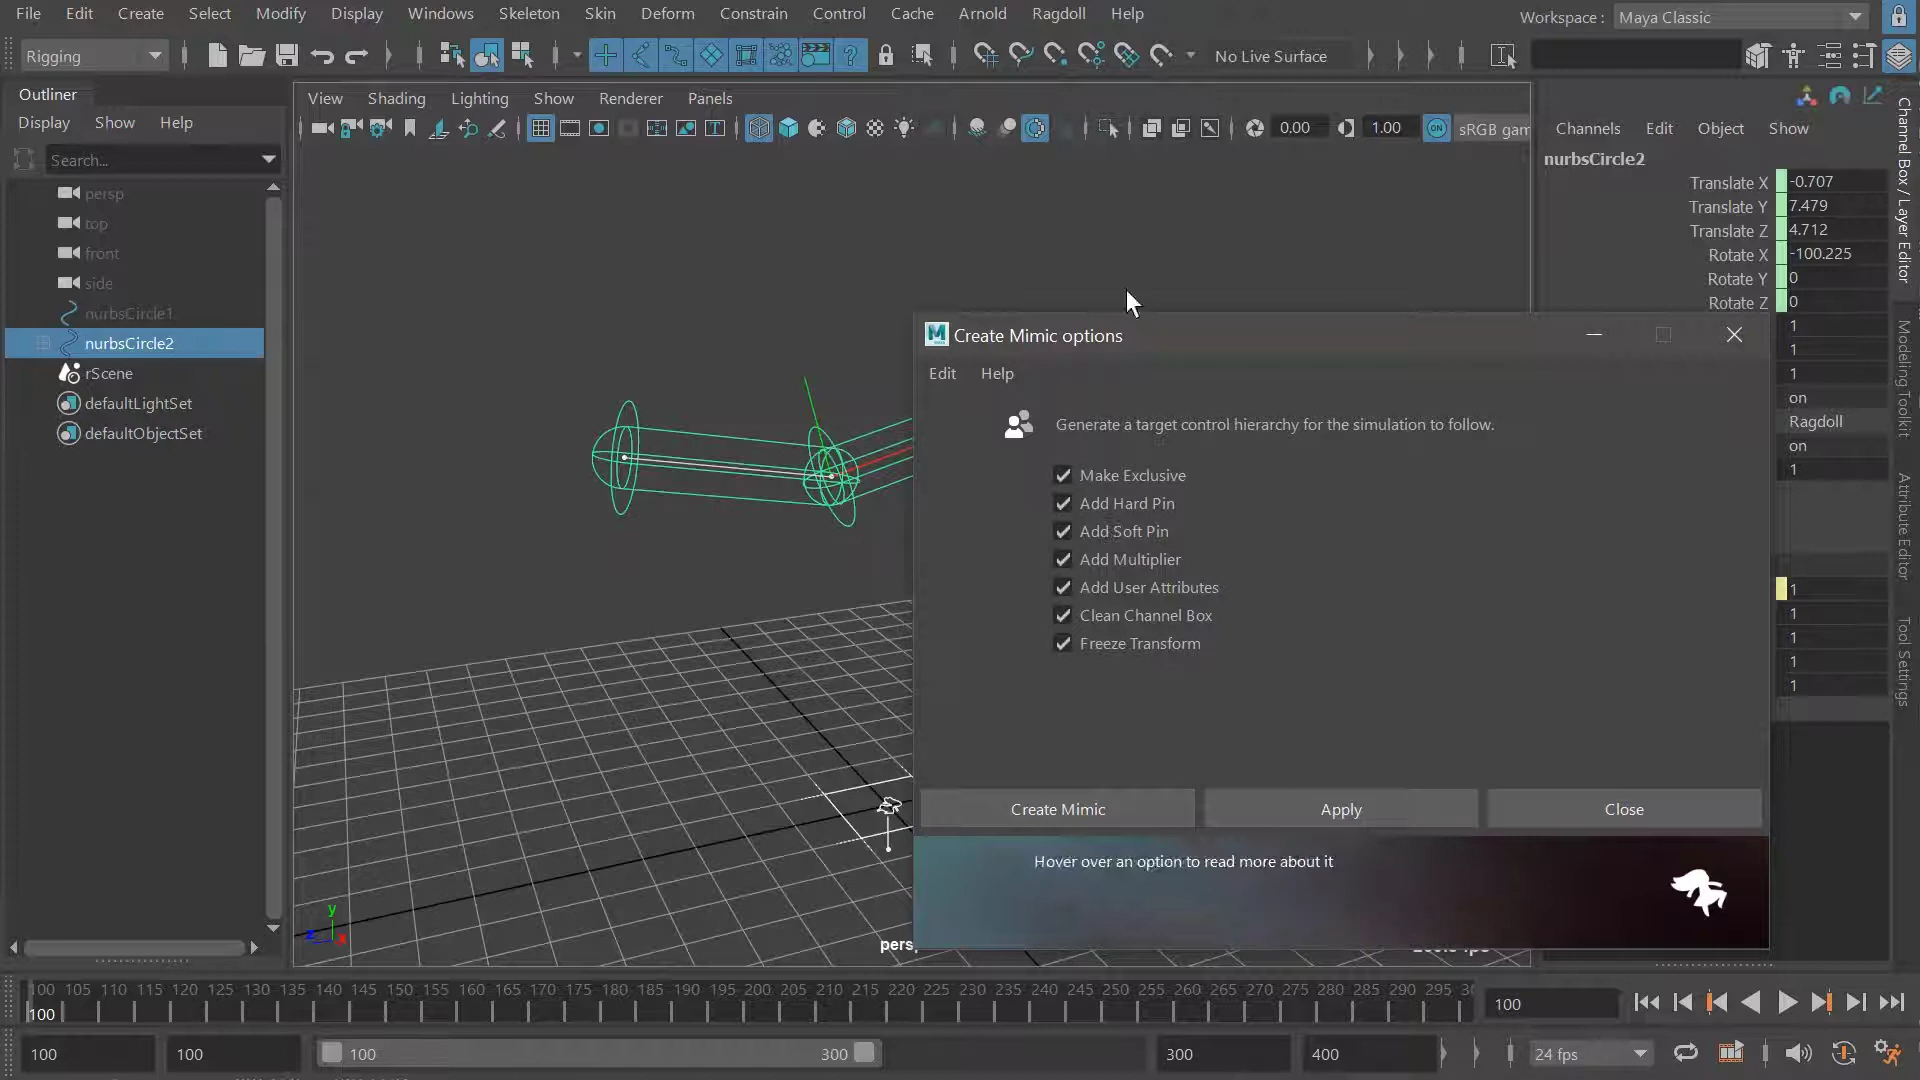 File Edit Create Select Modify Display Windows Skeleton Skin Deform Constrain Control Cache Arnold Ragdoll Help
Workspace : Maya Classic
Rigging
No Live Surface
Outliner
Display Show Help
Search...
persp
top
front
side
nurbsCircle1
nurbsCircle2
rScene
defaultLightSet
defaultObjectSet
View Shading Lighting Show Renderer Panels
0.00 1.00 ON sRGB gam
y
z
x
Channels Edit Object Show
nurbsCircle2
Translate X -0.707
Translate Y 7.479
Translate Z 4.712
Rotate X -100.225
Rotate Y 0
Rotate Z 0
1
1
1
on
Ragdoll
on
1
1
1
1
1
1
Channel Box / Layer Editor
Modeling Toolkit
Attribute Editor
Tool Settings
M Create Mimic options
Edit Help
Generate a target control hierarchy for the simulation to follow.
Make Exclusive
Add Hard Pin
Add Soft Pin
Add Multiplier
Add User Attributes
Clean Channel Box
Freeze Transform
Create Mimic Apply Close
Hover over an option to read more about it
100 105 110 115 120 125 130 135 140 145 150 155 160 165 170 175 180 185 190 195 200 205 210 215 220 225 230 235 240 245 250 255 260 265 270 275 280 285 290 295
100
100
100 100 100 300 300 400 24 fps